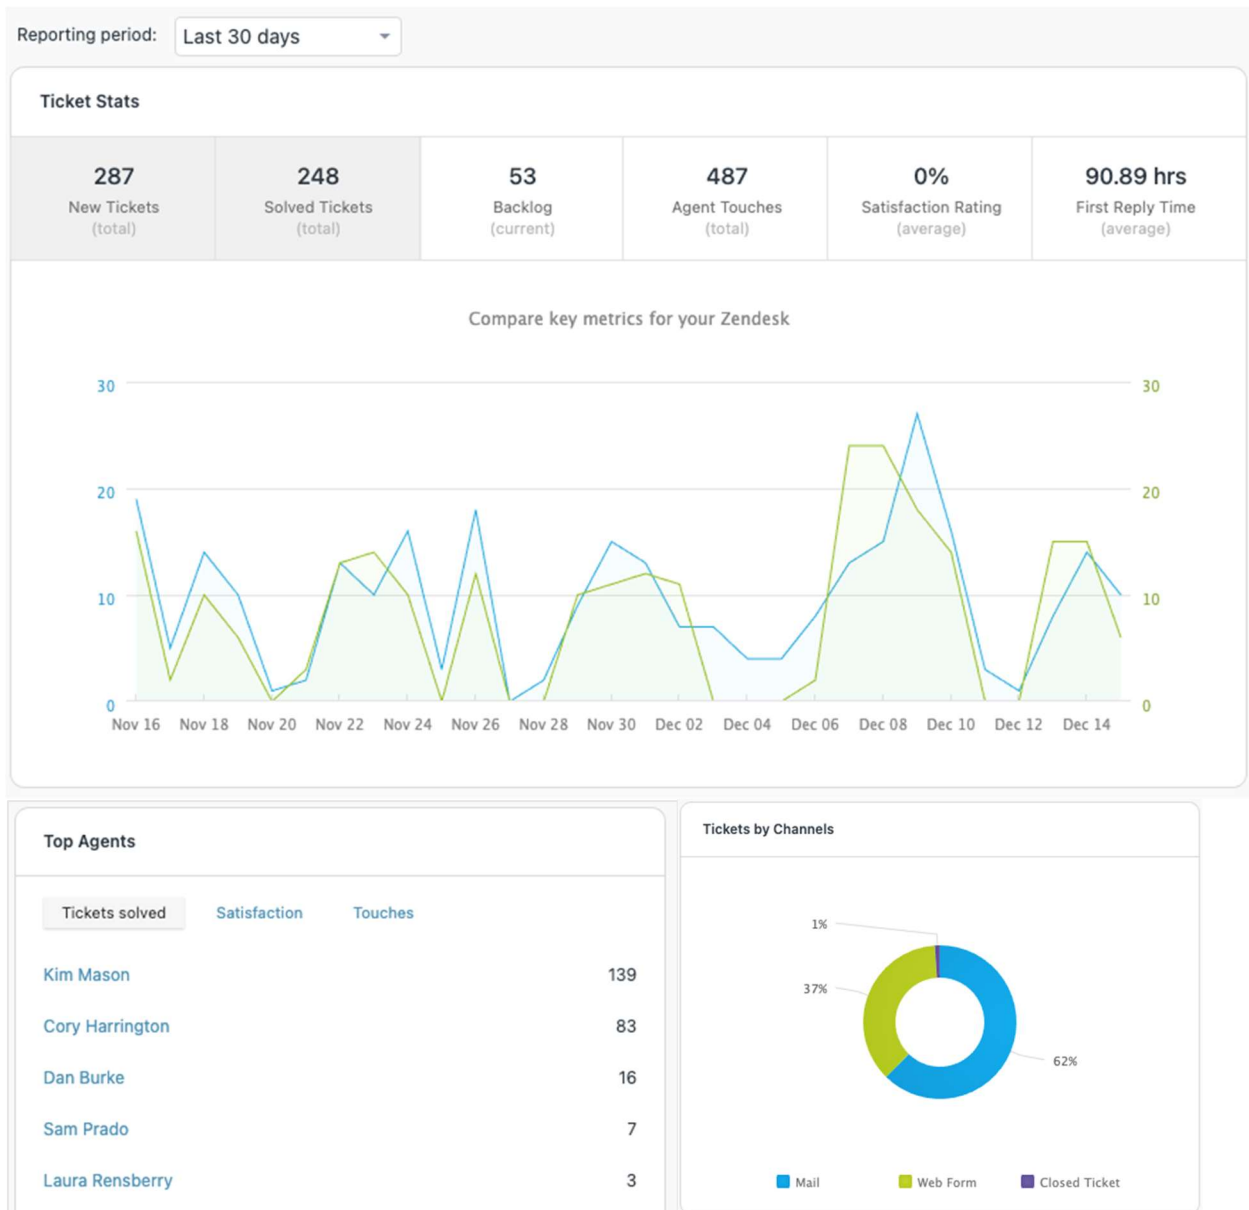 Reporting period: Last 30 days
Ticket Stats
287 248 53 487 0% 90.89 hrs
New Tickets Solved Tickets Backlog Agent Touches Satisfaction Rating First Reply Time
(total) (total) (current) (total) (average) (average)
Compare key metrics for your Zendesk
30 30
20 20
10 10
0 0
Nov 16 Nov 18 Nov 20 Nov 22 Nov 24 Nov 26 Nov 28 Nov 30 Dec 02 Dec 04 Dec 06 Dec 08 Dec 10 Dec 12 Dec 14
Top Agents
Tickets solved Satisfaction Touches
Kim Mason 139
Cory Harrington 83
Dan Burke 16
Sam Prado 7
Laura Rensberry 3
Tickets by Channels
1%
37%
62%
Mail Web Form Closed Ticket